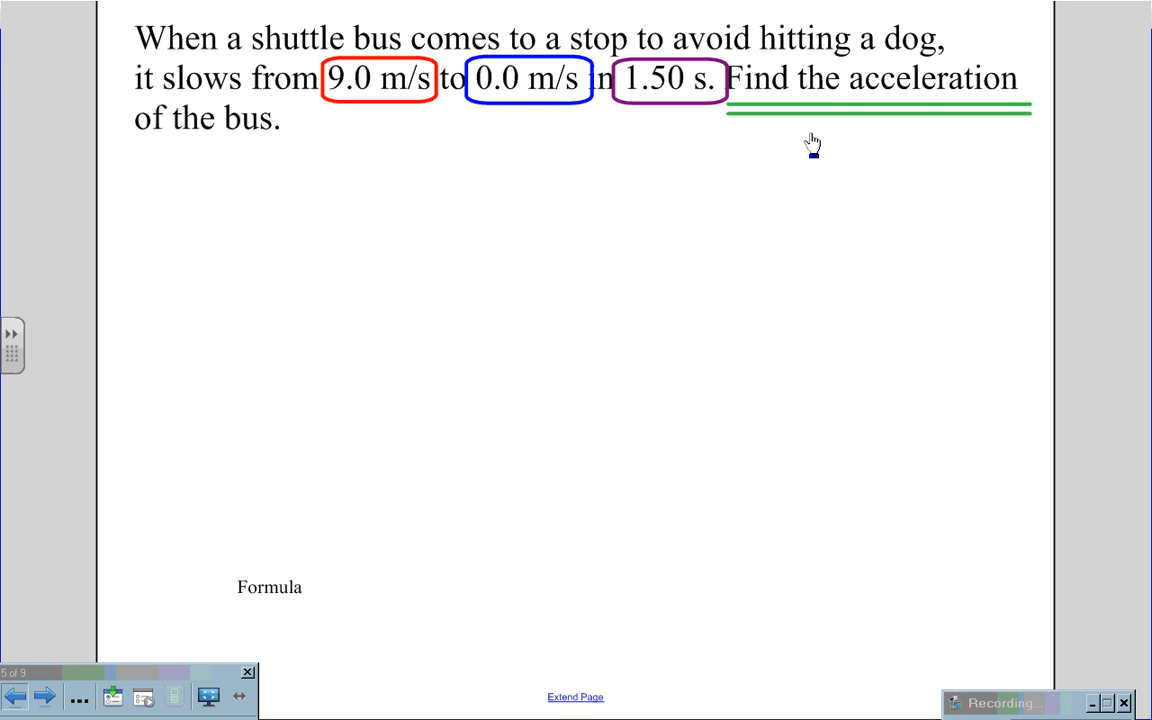 When a shuttle bus comes to a stop to avoid hitting a dog,
it slows from 9.0 m/s to 0.0 m/s in 1.50 s. Find the acceleration
of the bus.
Formula
5 of 9
Extend Page
Recording...